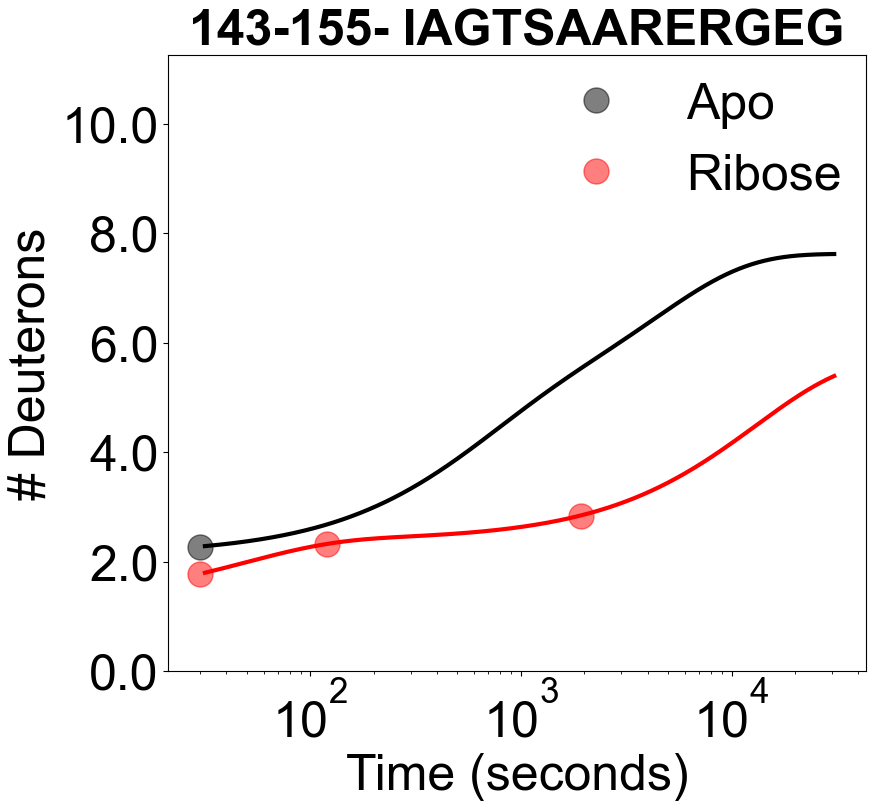 143-155- IAGTSAARERGEG
Apo
Ribose
10.0
8.0
6.0
4.0
2.0
0.0
# Deuterons
10^2
10^3
10^4
Time (seconds)